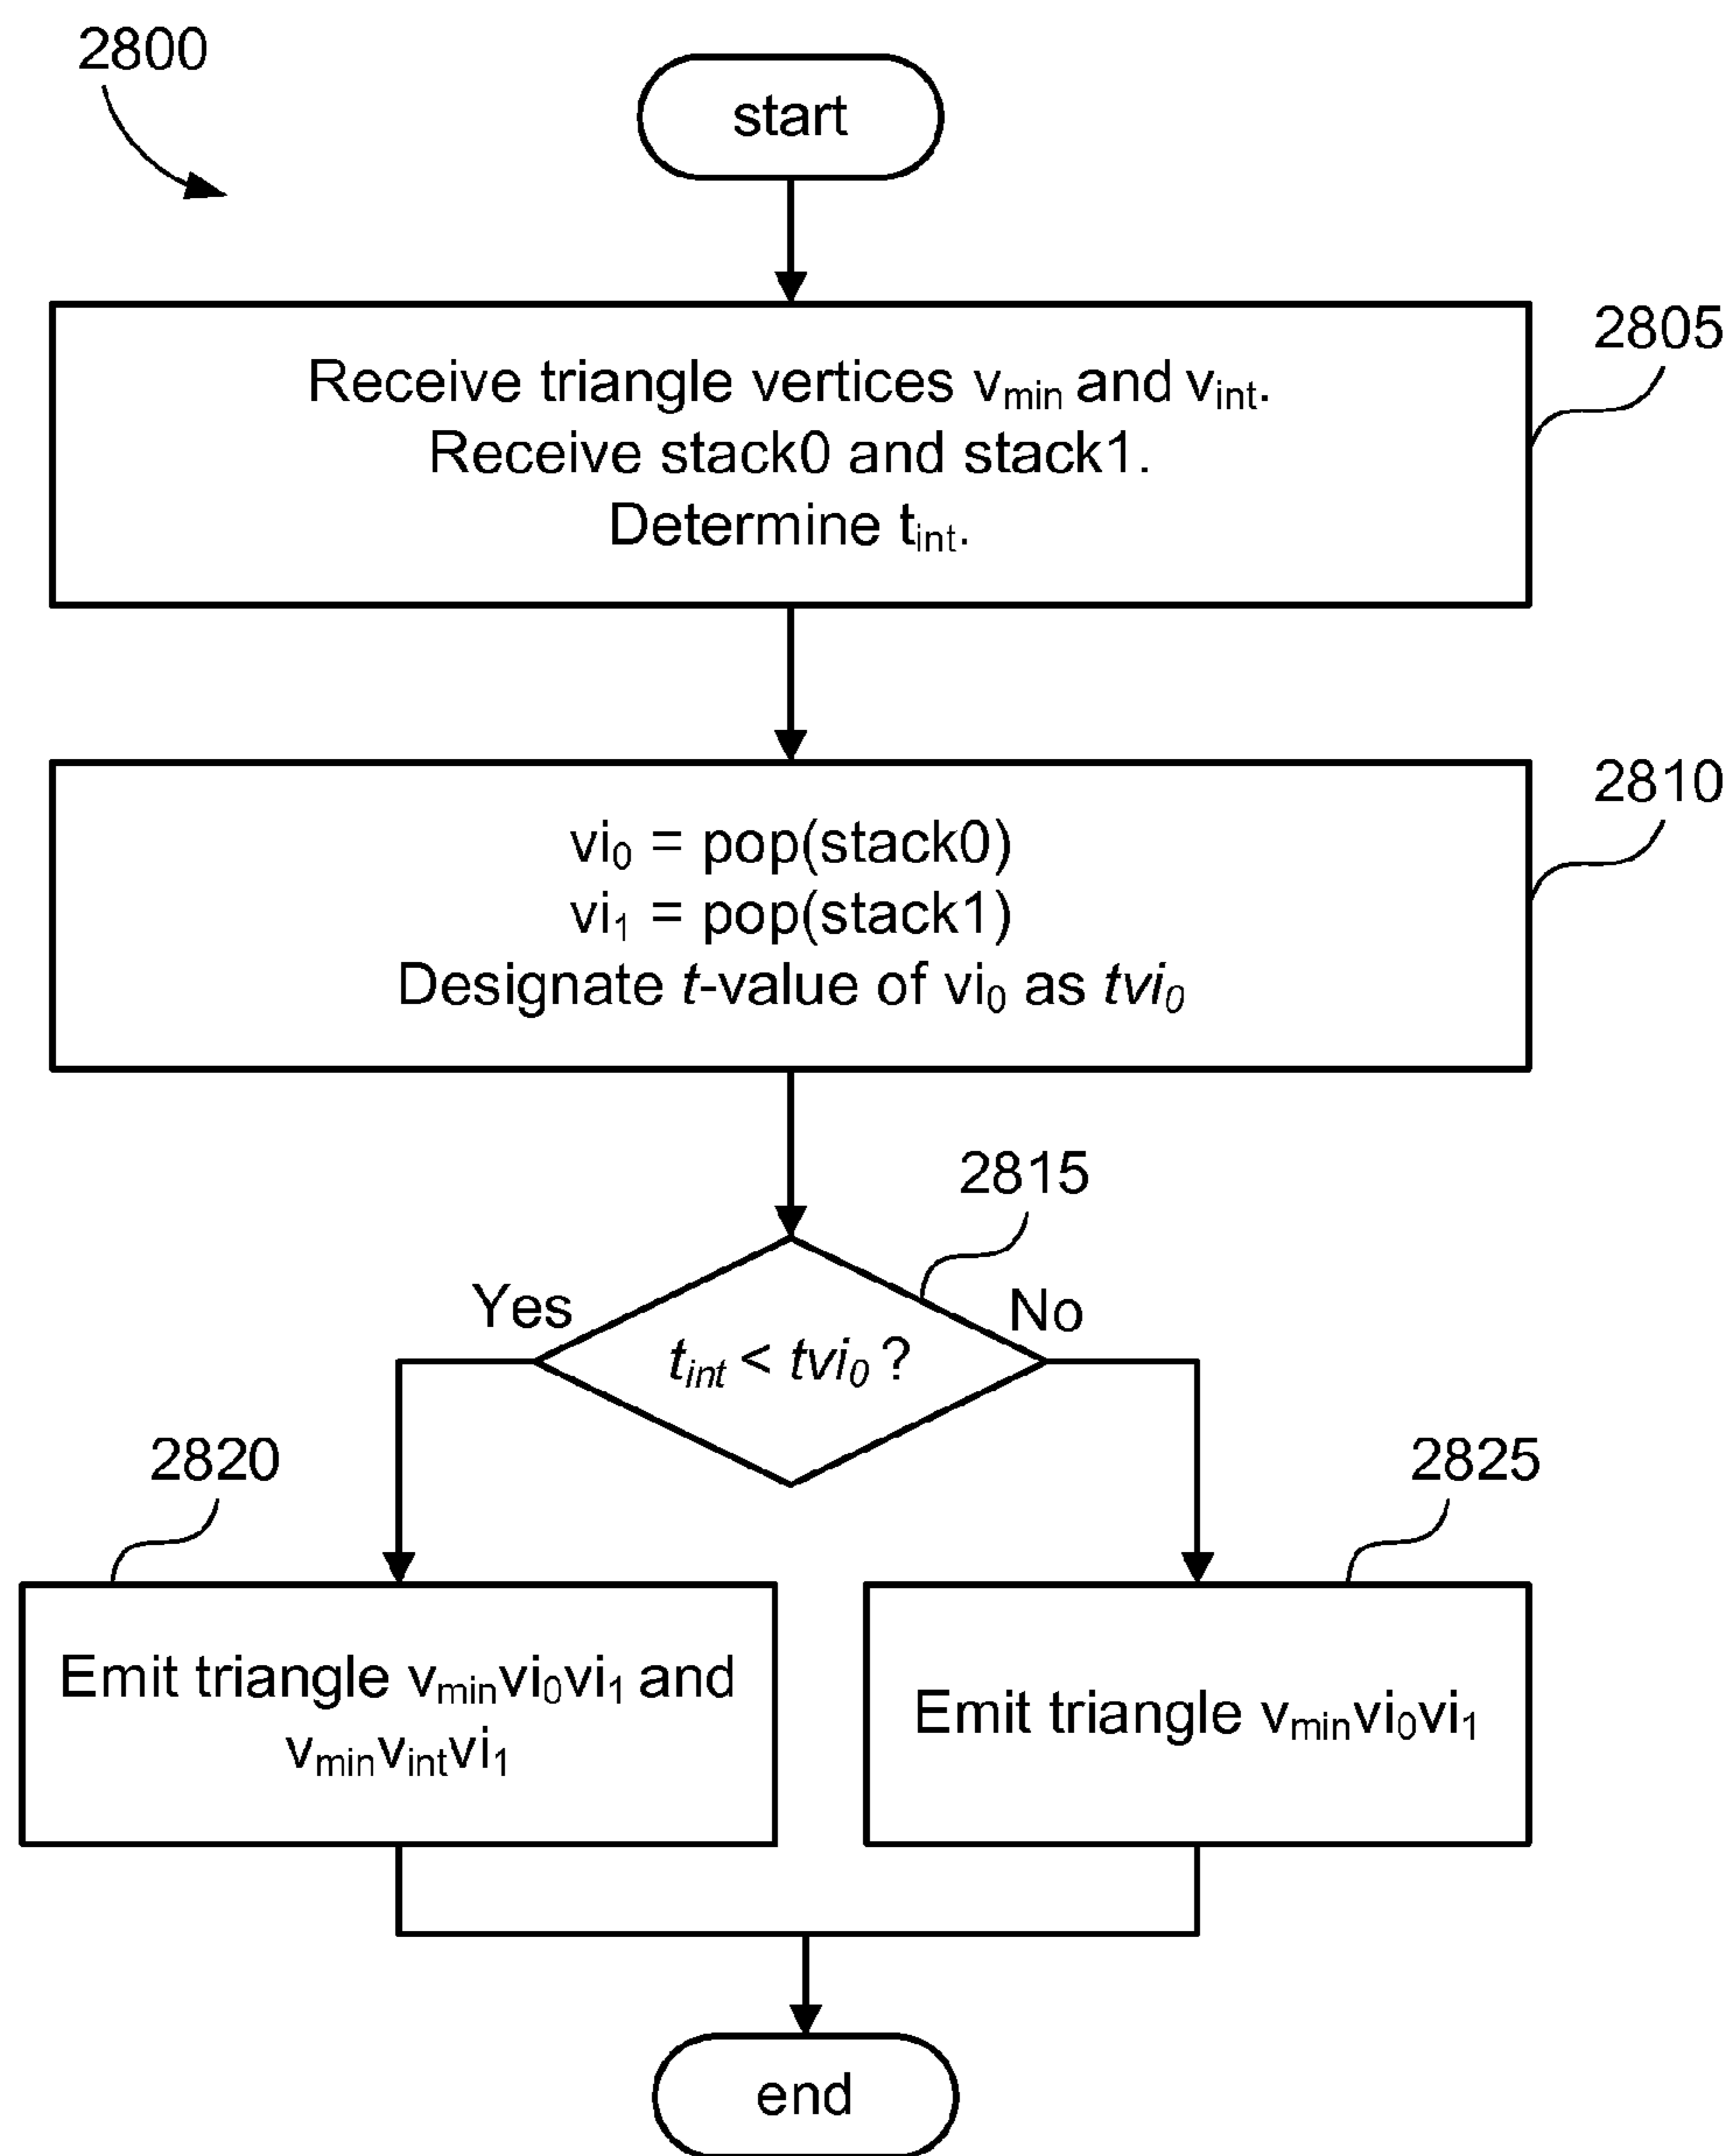 2800
start
2805
Receive triangle vertices vmin and vint.
Receive stack0 and stack1.
Determine tint.
2810
vi0 = pop(stack0)
vi1 = pop(stack1)
Designate t-value of vi0 as tvi0
2815
Yes
No
tint < tvi0 ?
2820
2825
Emit triangle vminvi0vi1 and
vminvintvi1
Emit triangle vminvi0vi1
end